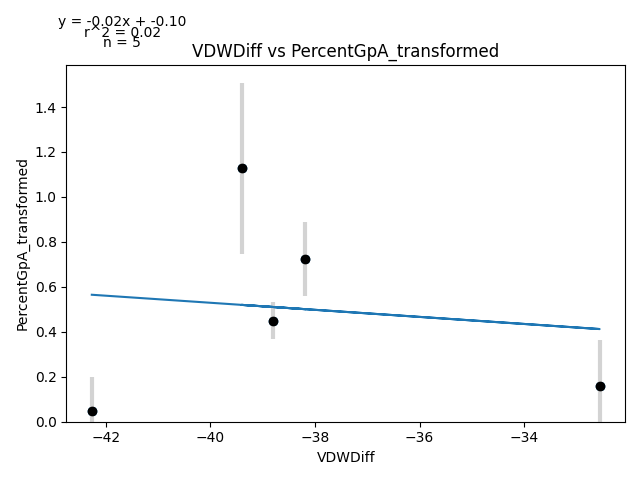 y = -0.02x + -0.10
r^2 = 0.02
n = 5
VDWDiff vs PercentGpA_transformed
PercentGpA_transformed
1.4
1.2
1.0
0.8
0.6
0.4
0.2
0.0
−42
−40
−38
−36
−34
VDWDiff